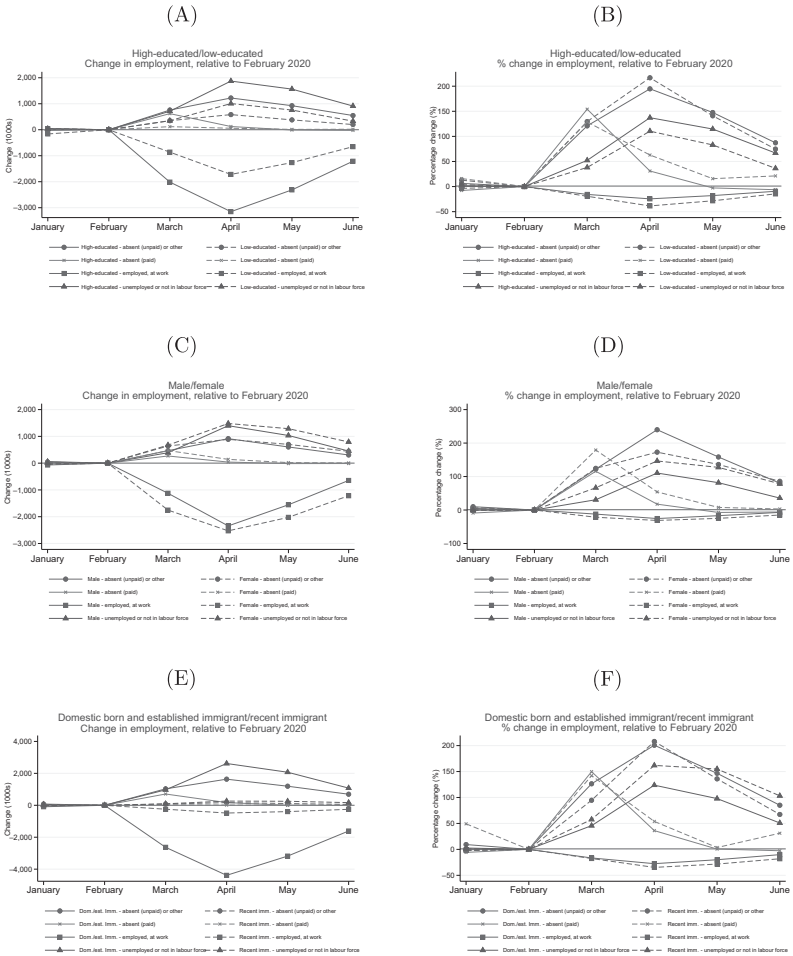 (A)
(B)
High-educated/low-educated
Change in employment, relative to February 2020
Change (1000s)
2,000
1,000
0
−1,000
−2,000
−3,000
January February March April May June
High-educated - absent (unpaid) or other Low-educated - absent (unpaid) or other
High-educated - absent (paid) Low-educated - absent (paid)
High-educated - employed, at work Low-educated - employed, at work
High-educated - unemployed or not in labour force Low-educated - unemployed or not in labour force
High-educated/low-educated
% change in employment, relative to February 2020
Percentage change (%)
200
150
100
50
0
−50
January February March April May June
High-educated - absent (unpaid) or other Low-educated - absent (unpaid) or other
High-educated - absent (paid) Low-educated - absent (paid)
High-educated - employed, at work Low-educated - employed, at work
High-educated - unemployed or not in labour force Low-educated - unemployed or not in labour force
(C)
(D)
Male/female
Change in employment, relative to February 2020
Change (1000s)
2,000
1,000
0
−1,000
−2,000
−3,000
January February March April May June
Male - absent (unpaid) or other Female - absent (unpaid) or other
Male - absent (paid) Female - absent (paid)
Male - employed, at work Female - employed, at work
Male - unemployed or not in labour force Female - unemployed or not in labour force
Male/female
% change in employment, relative to February 2020
Percentage change (%)
300
200
100
0
−100
January February March April May June
Male - absent (unpaid) or other Female - absent (unpaid) or other
Male - absent (paid) Female - absent (paid)
Male - employed, at work Female - employed, at work
Male - unemployed or not in labour force Female - unemployed or not in labour force
(E)
(F)
Domestic born and established immigrant/recent immigrant
Change in employment, relative to February 2020
Change (1000s)
4,000
2,000
0
−2,000
−4,000
January February March April May June
Dom./est. Imm. - absent (unpaid) or other Recent imm. - absent (unpaid) or other
Dom./est. Imm. - absent (paid) Recent imm. - absent (paid)
Dom./est. Imm. - employed, at work Recent imm. - employed, at work
Dom./est. Imm. - unemployed or not in labour force Recent imm. - unemployed or not in labour force
Domestic born and established immigrant/recent immigrant
% change in employment, relative to February 2020
Percentage change (%)
200
150
100
50
0
−50
January February March April May June
Dom./est. Imm. - absent (unpaid) or other Recent imm. - absent (unpaid) or other
Dom./est. Imm. - absent (paid) Recent imm. - absent (paid)
Dom./est. Imm. - employed, at work Recent imm. - employed, at work
Dom./est. Imm. - unemployed or not in labour force Recent imm. - unemployed or not in labour force